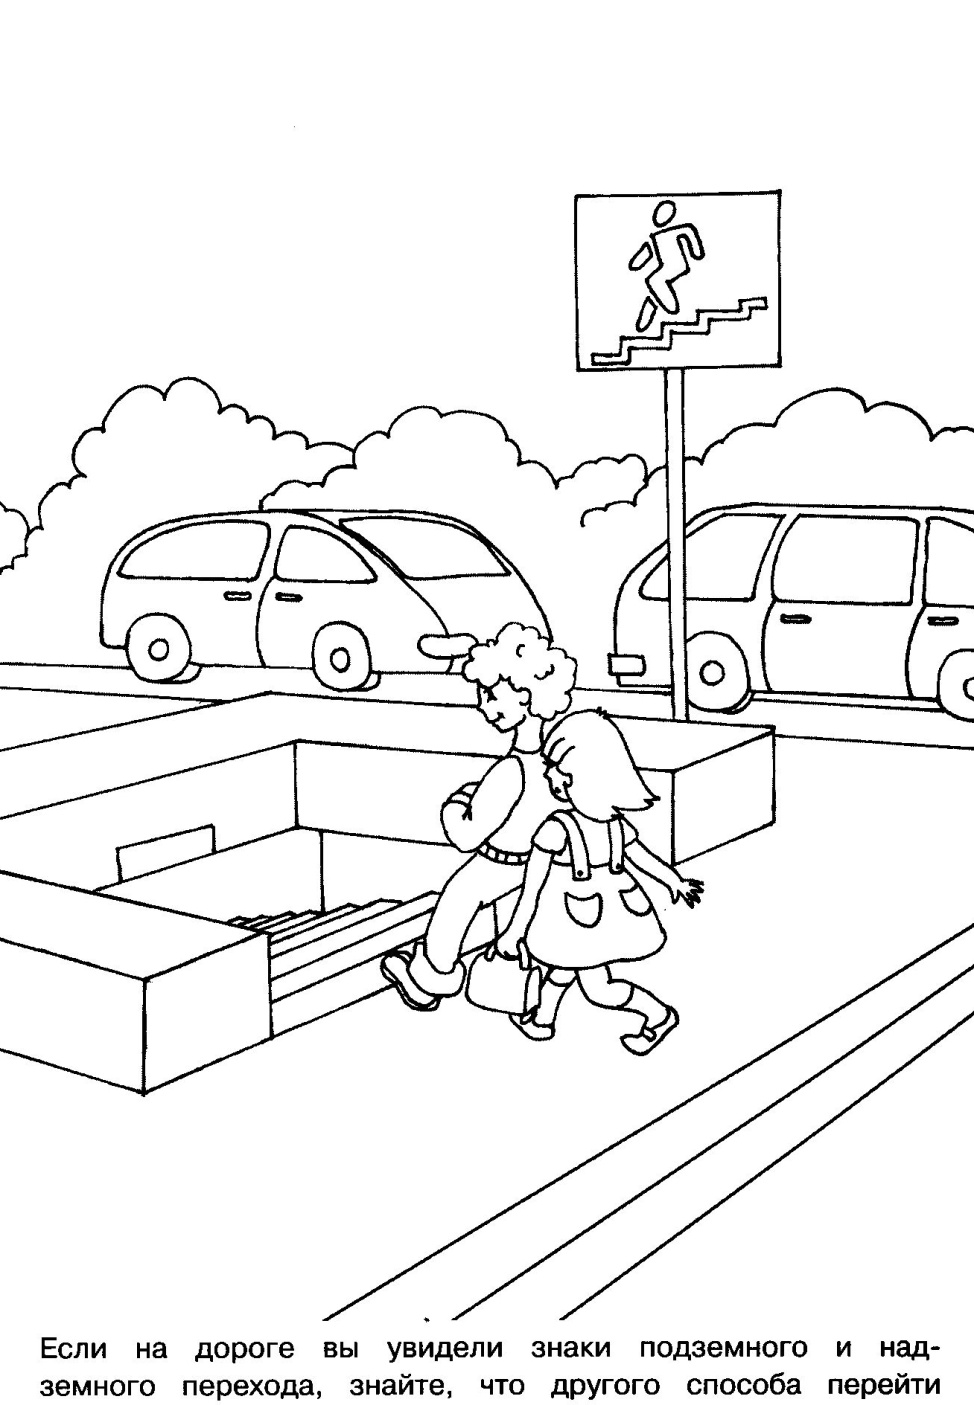 Если на дороге вы увидели знаки подземного и над-
земного перехода, знайте, что другого способа перейти